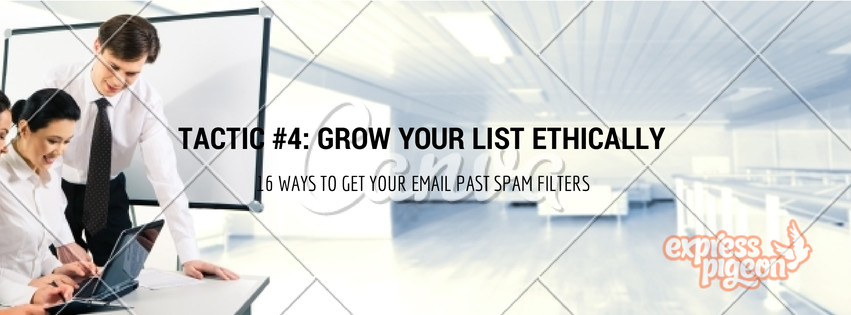 TACTIC #4: GROW YOUR LIST ETHICALLY
Canva
16 WAYS TO GET YOUR EMAIL PAST SPAM FILTERS
express
pigeon